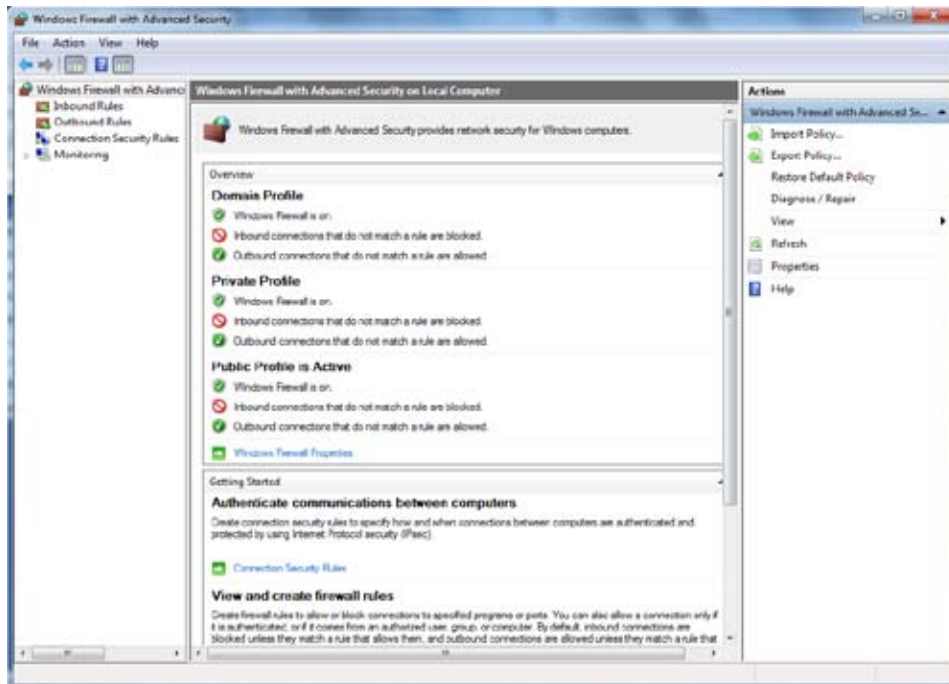 Windows Firewall with Advanced Security
File Action View Help
Windows Firewall with Advanc
Inbound Rules
Outbound Rules
Connection Security Rules
Monitoring
Windows Firewall with Advanced Security on Local Computer
Windows Firewall with Advanced Security provides network security for Windows computers.
Overview
Domain Profile
Windows Firewall is on.
Inbound connections that do not match a rule are blocked.
Outbound connections that do not match a rule are allowed.
Private Profile
Windows Firewall is on.
Inbound connections that do not match a rule are blocked.
Outbound connections that do not match a rule are allowed.
Public Profile is Active
Windows Firewall is on.
Inbound connections that do not match a rule are blocked.
Outbound connections that do not match a rule are allowed.
Windows Firewall Properties
Getting Started
Authenticate communications between computers
Create connection security rules to specify how and when connections between computers are authenticated and
protected by using Internet Protocol security (IPsec).
Connection Security Rules
View and create firewall rules
Create firewall rules to allow or block connections to specified programs or ports. You can also allow a connection only if
it is authenticated, or if it comes from an authorized user, group, or computer. By default, inbound connections are
blocked unless they match a rule that allows them, and outbound connections are allowed unless they match a rule that
Actions
Windows Firewall with Advanced Se...
Import Policy...
Export Policy...
Restore Default Policy
Diagnose / Repair
View
Refresh
Properties
Help